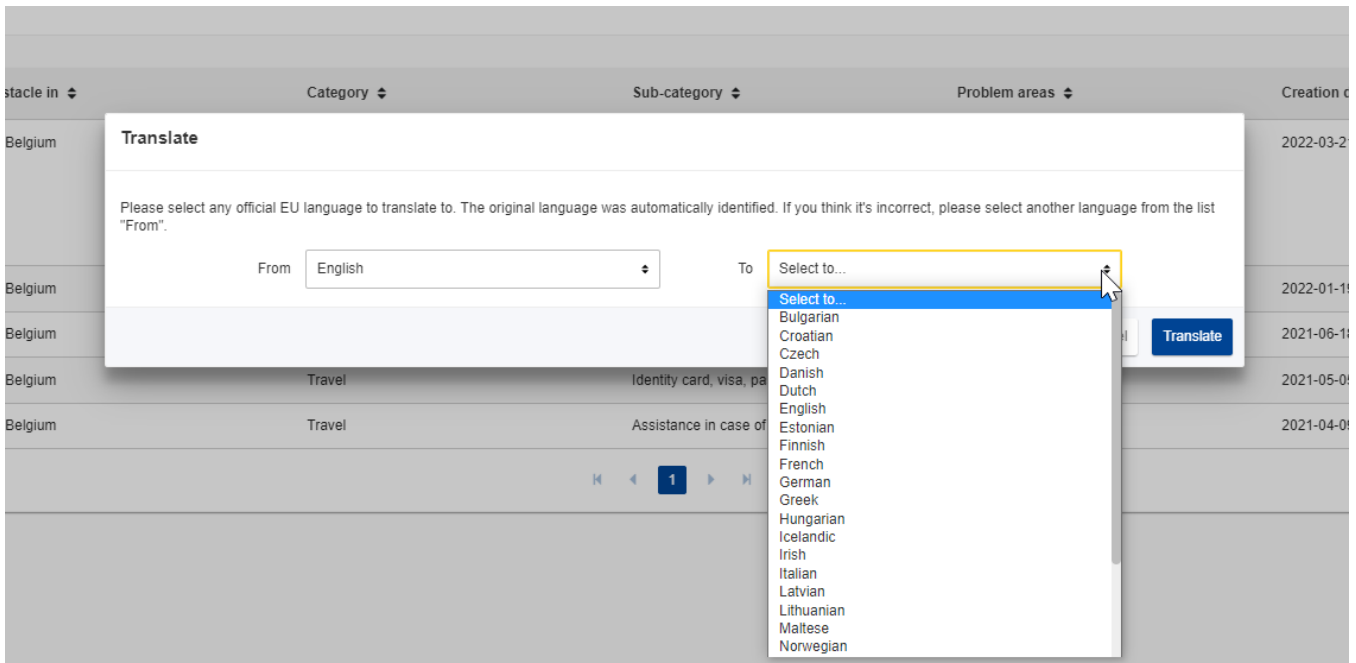 stacle in Category Sub-category Problem areas Creation
Translate
Belgium 2022-03-2
Please select any official EU language to translate to. The original language was automatically identified. If you think it's incorrect, please select another language from the list
"From".
From English To Select to...
Belgium 2022-01-19
Select to...
Bulgarian
Croatian
Belgium Translate 2021-06-18
Czech
Danish
Belgium Travel Identity card, visa, pa 2021-05-0
Dutch
English
Belgium Travel Assistance in case of 2021-04-09
Estonian
Finnish
French
1
German
Greek
Hungarian
Icelandic
Irish
Italian
Latvian
Lithuanian
Maltese
Norwegian